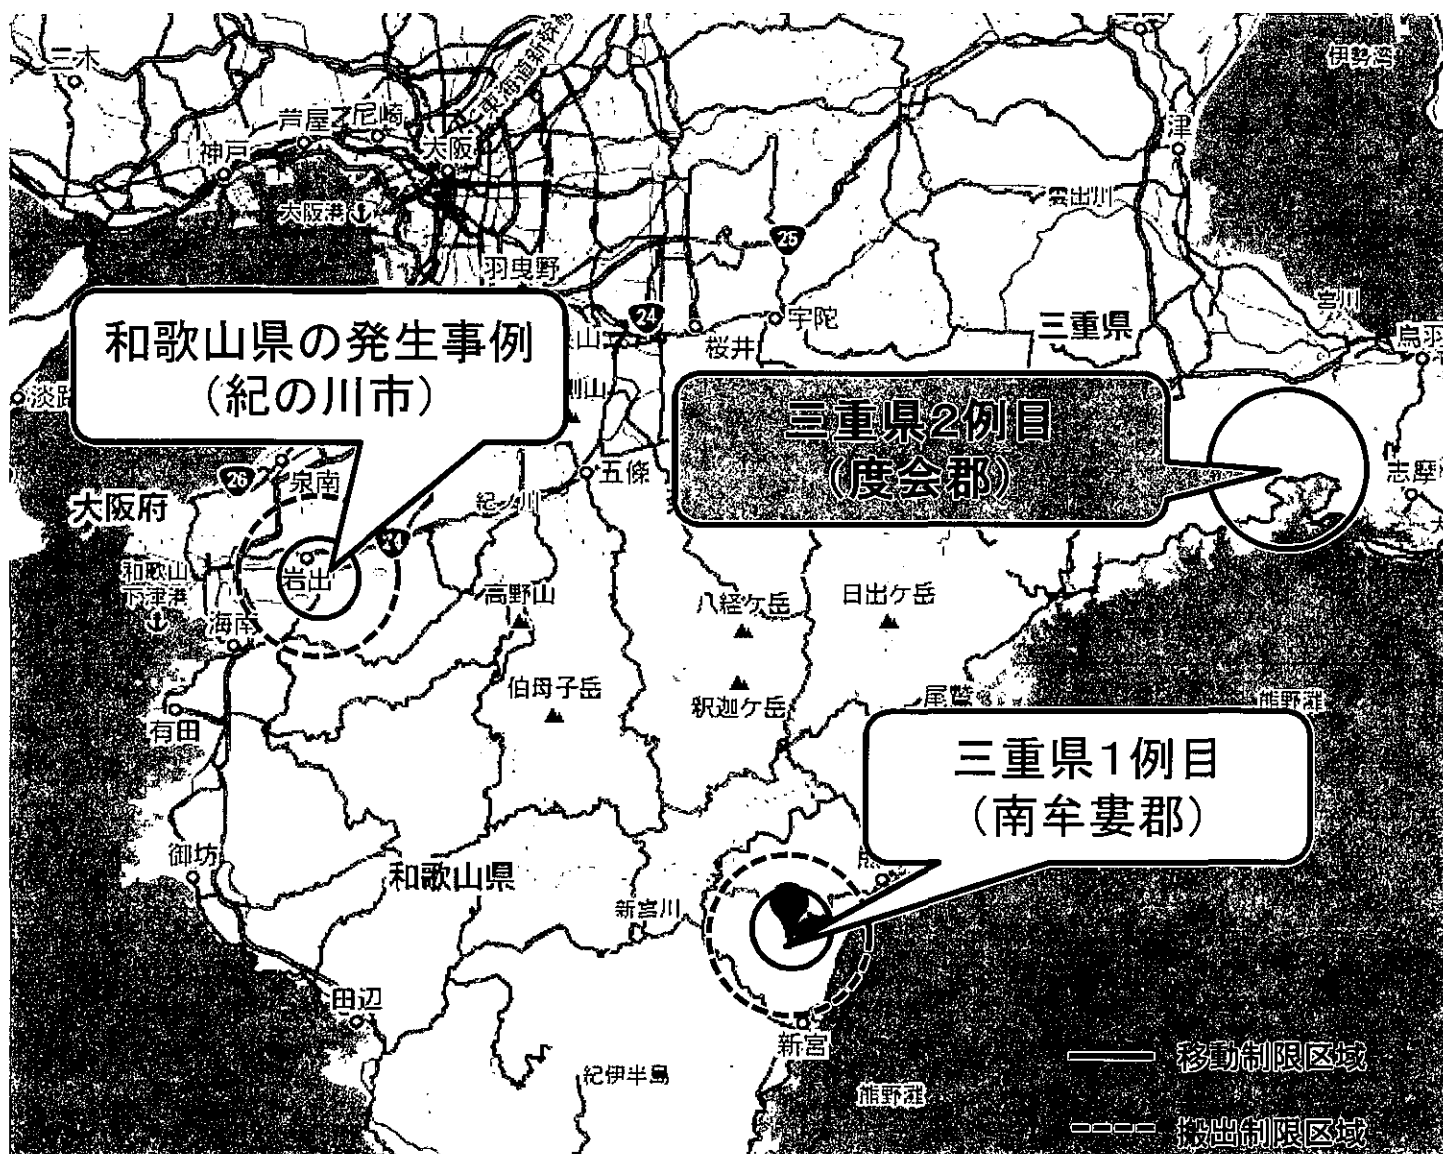 伊勢湾
三木
東海道新幹
芦屋
尼崎
津
神戸
大阪
大阪港
雲出川
羽曳野
26
宮川
24
宇陀
三重県
和歌山県の発生事例
(紀の川市)
桜井
鳥羽
三重県2例目
(度会郡)
26
泉南
五條
志摩
大阪府
紀ノ川
24
和歌山
下津港
岩出
高野山
八経ケ岳
日出ケ岳
海南
伯母子岳
釈迦ケ岳
尾鷲
熊野灘
有田
三重県1例目
(南牟婁郡)
御坊
和歌山県
新宮川
田辺
新宮
紀伊半島
熊野灘
移動制限区域
搬出制限区域